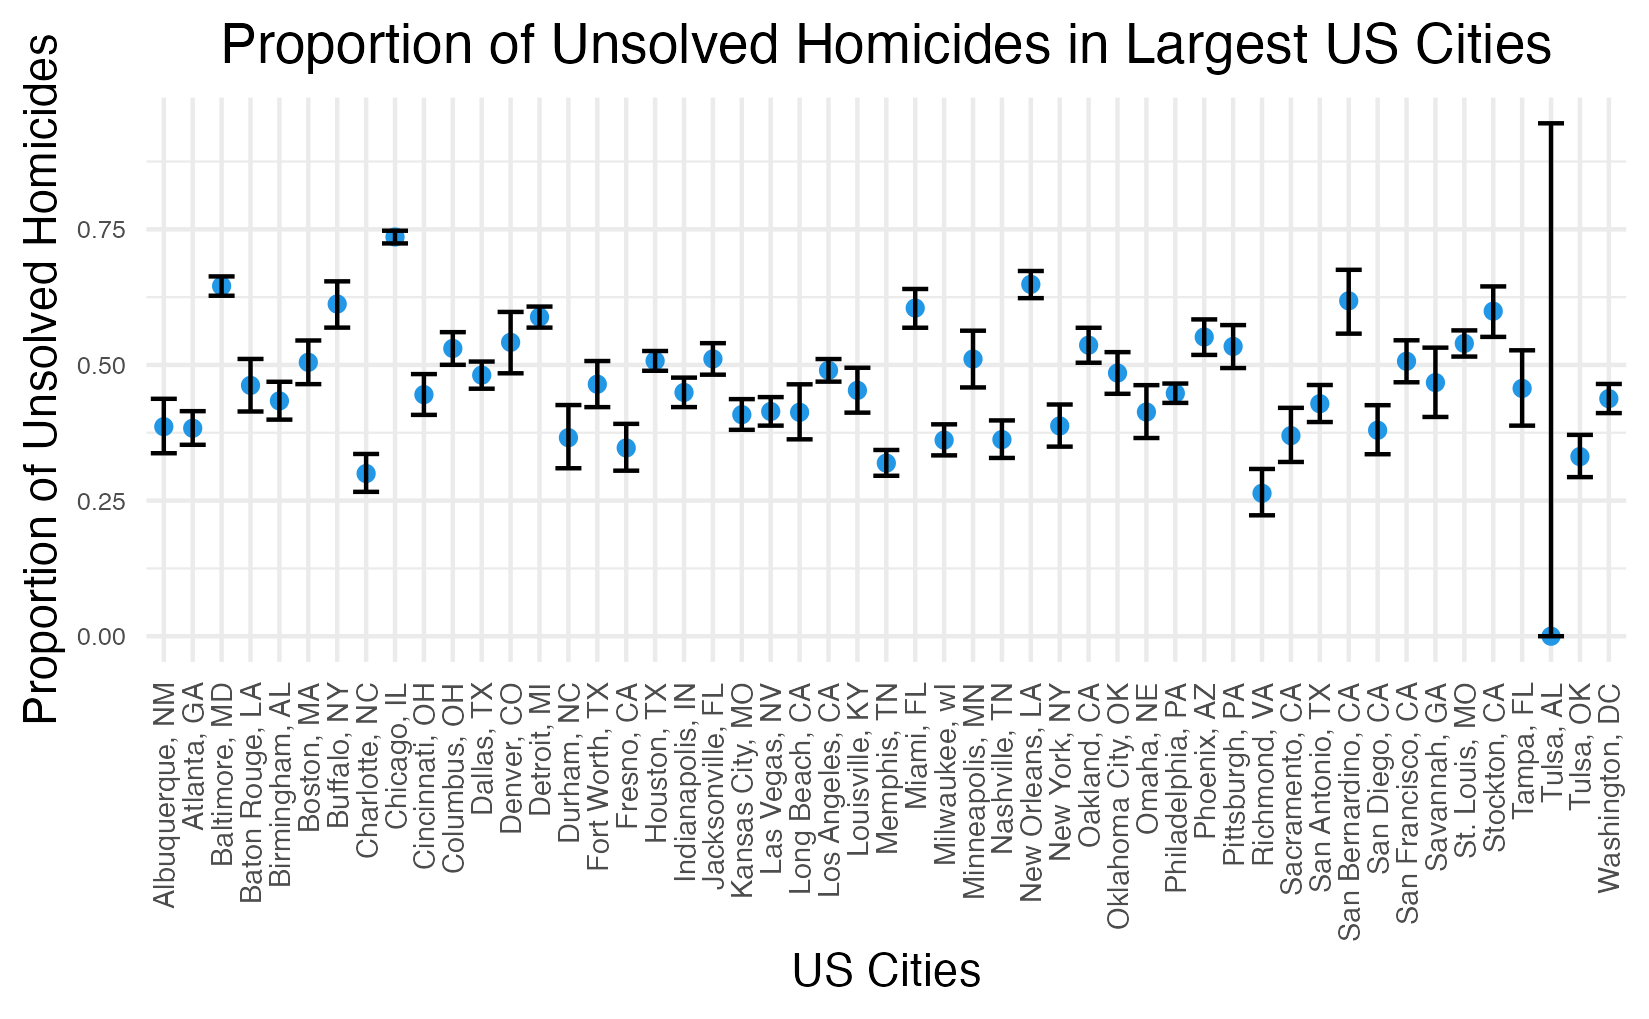 Proportion of Unsolved Homicides in Largest US Cities
Proportion of Unsolved Homicides
0.75
0.50
0.25
0.00
Albuquerque, NM
Atlanta, GA
Baltimore, MD
Baton Rouge, LA
Birmingham, AL
Boston, MA
Buffalo, NY
Charlotte, NC
Chicago, IL
Cincinnati, OH
Columbus, OH
Dallas, TX
Denver, CO
Detroit, MI
Durham, NC
Fort Worth, TX
Fresno, CA
Houston, TX
Indianapolis, IN
Jacksonville, FL
Kansas City, MO
Las Vegas, NV
Long Beach, CA
Los Angeles, CA
Louisville, KY
Memphis, TN
Miami, FL
Milwaukee, wI
Minneapolis, MN
Nashville, TN
New Orleans, LA
New York, NY
Oakland, CA
Oklahoma City, OK
Omaha, NE
Philadelphia, PA
Phoenix, AZ
Pittsburgh, PA
Richmond, VA
Sacramento, CA
San Antonio, TX
San Bernardino, CA
San Diego, CA
San Francisco, CA
Savannah, GA
St. Louis, MO
Stockton, CA
Tampa, FL
Tulsa, AL
Tulsa, OK
Washington, DC
US Cities